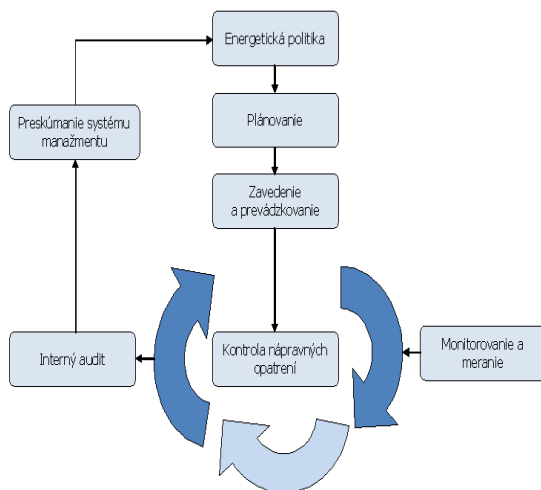 Energetická politika
Plánovanie
Preskúmanie systému
manažmentu
Zavedenie
a prevádzkovanie
Interný audit
Kontrola nápravných
opatrení
Monitorovanie a
meranie